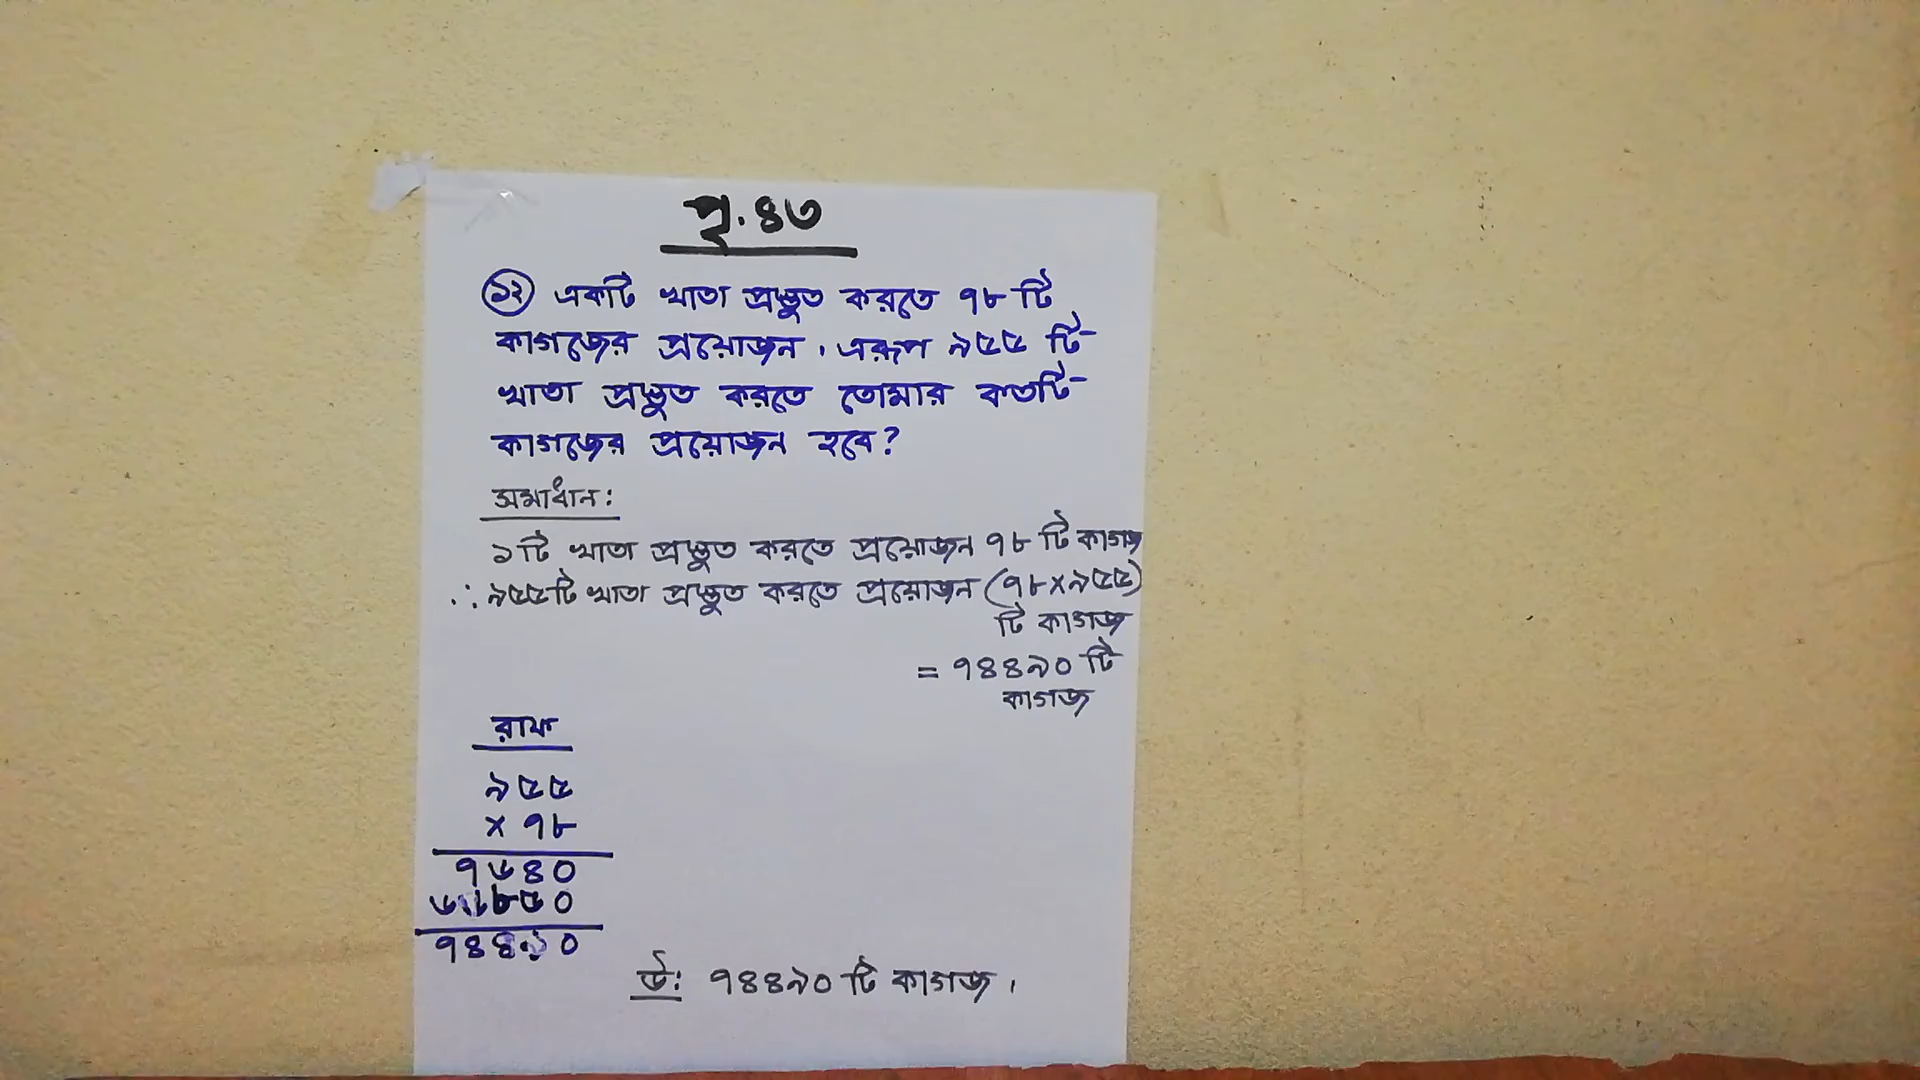 পৃ. ৪৩
১২ একটি খাতা প্রস্তুত করতে ৭৮ টি
কাগজের প্রয়োজন। এরূপ ৯৫৫ টি
খাতা প্রস্তুত করতে তোমার কতটি
কাগজের প্রয়োজন হবে?
সমাধান:
১টি খাতা প্রস্তুত করতে প্রয়োজন ৭৮ টি কাগজ
∴ ৯৫৫টি খাতা প্রস্তুত করতে প্রয়োজন (৭৮×৯৫৫)
টি কাগজ
= ৭৪৪৯০ টি
কাগজ
রাফ
৯৫৫
× ৭৮
৭৬৪০
৬৬৮৫০
৭৪৪৯০
উ: ৭৪৪৯০ টি কাগজ।